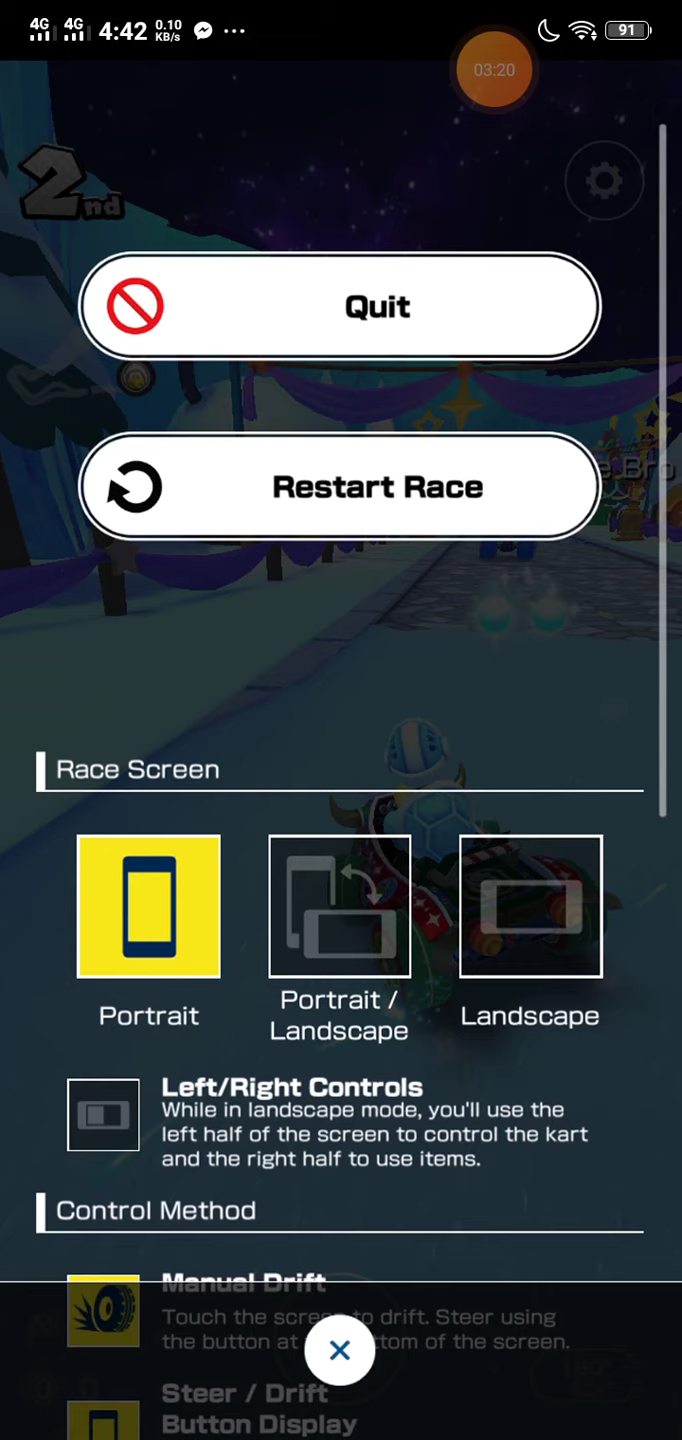 4G 4G 4:42 0.10 KB/s ... 91
03:20
2nd
Quit
e Bro
Restart Race
Race Screen
Portrait
Portrait /
Landscape
Landscape
Left/Right Controls
While in landscape mode, you'll use the
left half of the screen to control the kart
and the right half to use items.
Control Method
Manual Drift
Touch the screen to drift. Steer using
the button at tom of the screen.
Steer / Drift
Button Display